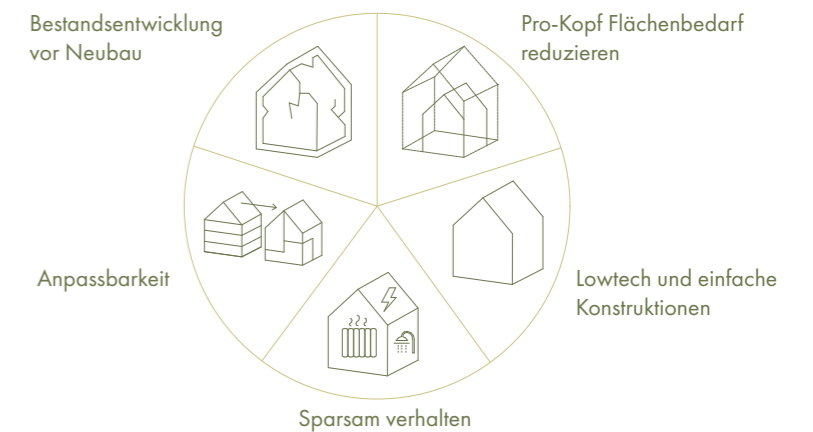 Bestandsentwicklung
vor Neubau
Pro-Kopf Flächenbedarf
reduzieren
Anpassbarkeit
Lowtech und einfache
Konstruktionen
Sparsam verhalten